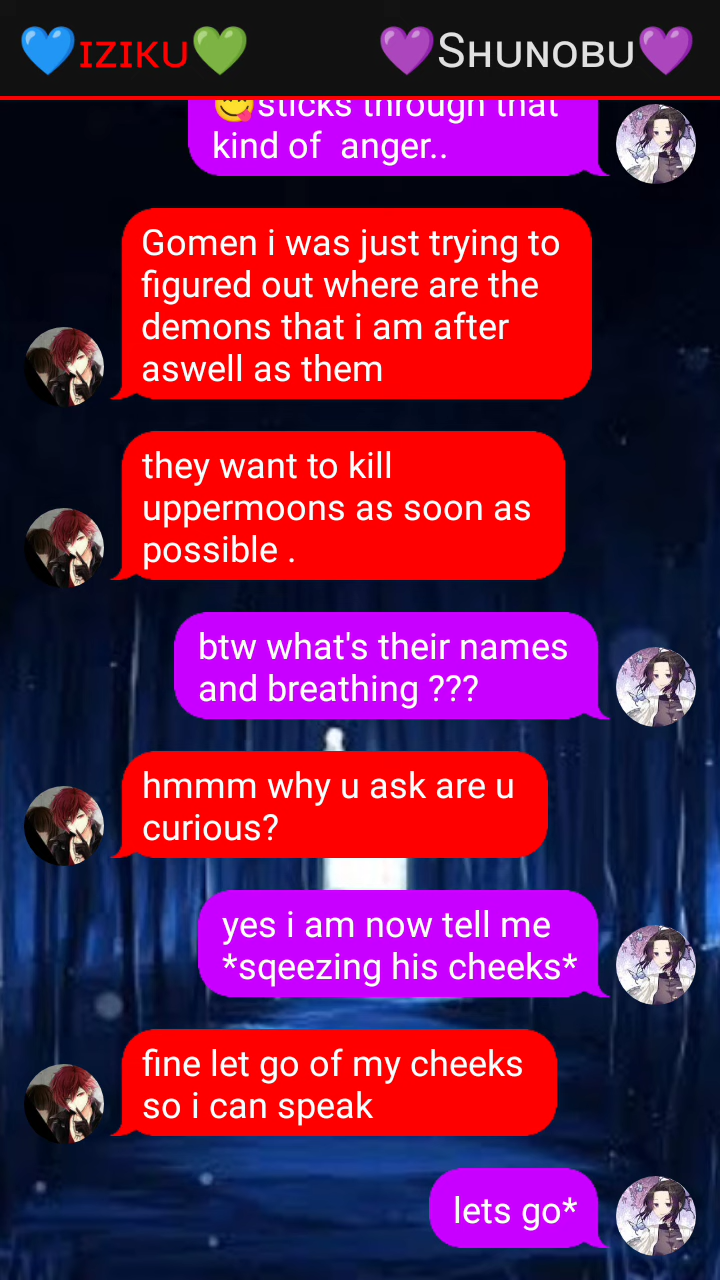 💙IZIKU💚 💜SHUNOBU💜
😋sticks through that
kind of  anger..
Gomen i was just trying to
figured out where are the
demons that i am after
aswell as them
they want to kill
uppermoons as soon as
possible .
btw what's their names
and breathing ???
hmmm why u ask are u
curious?
yes i am now tell me
*sqeezing his cheeks*
fine let go of my cheeks
so i can speak
lets go*